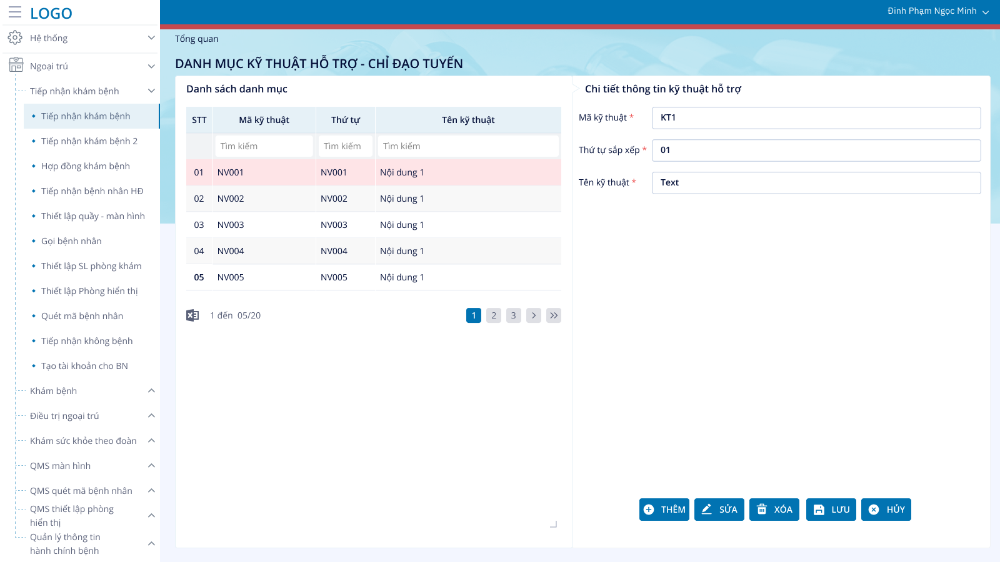 LOGO
Đinh Phạm Ngọc Minh
Hệ thống
Ngoại trú
Tiếp nhận khám bệnh
Tiếp nhận khám bệnh
Tiếp nhận khám bệnh 2
Hợp đồng khám bệnh
Tiếp nhận bệnh nhân HĐ
Thiết lập quầy - màn hình
Gọi bệnh nhân
Thiết lập SL phòng khám
Thiết lập Phòng hiển thị
Quét mã bệnh nhân
Tiếp nhận không bệnh
Tạo tài khoản cho BN
Khám bệnh
Điều trị ngoại trú
Khám sức khỏe theo đoàn
QMS màn hình
QMS quét mã bệnh nhân
QMS thiết lập phòng
hiển thị
Quản lý thông tin
hành chính bệnh
Tổng quan
DANH MỤC KỸ THUẬT HỖ TRỢ - CHỈ ĐẠO TUYẾN
Danh sách danh mục
STT Mã kỹ thuật Thứ tự Tên kỹ thuật
Tìm kiếm Tìm kiếm Tìm kiếm
01 NV001 NV001 Nội dung 1
02 NV002 NV002 Nội dung 1
03 NV003 NV003 Nội dung 1
04 NV004 NV004 Nội dung 1
05 NV005 NV005 Nội dung 1
1 đến 05/20 1 2 3
Chi tiết thông tin kỹ thuật hỗ trợ
Mã kỹ thuật * KT1
Thứ tự sắp xếp * 01
Tên kỹ thuật * Text
THÊM SỬA XÓA LƯU HỦY